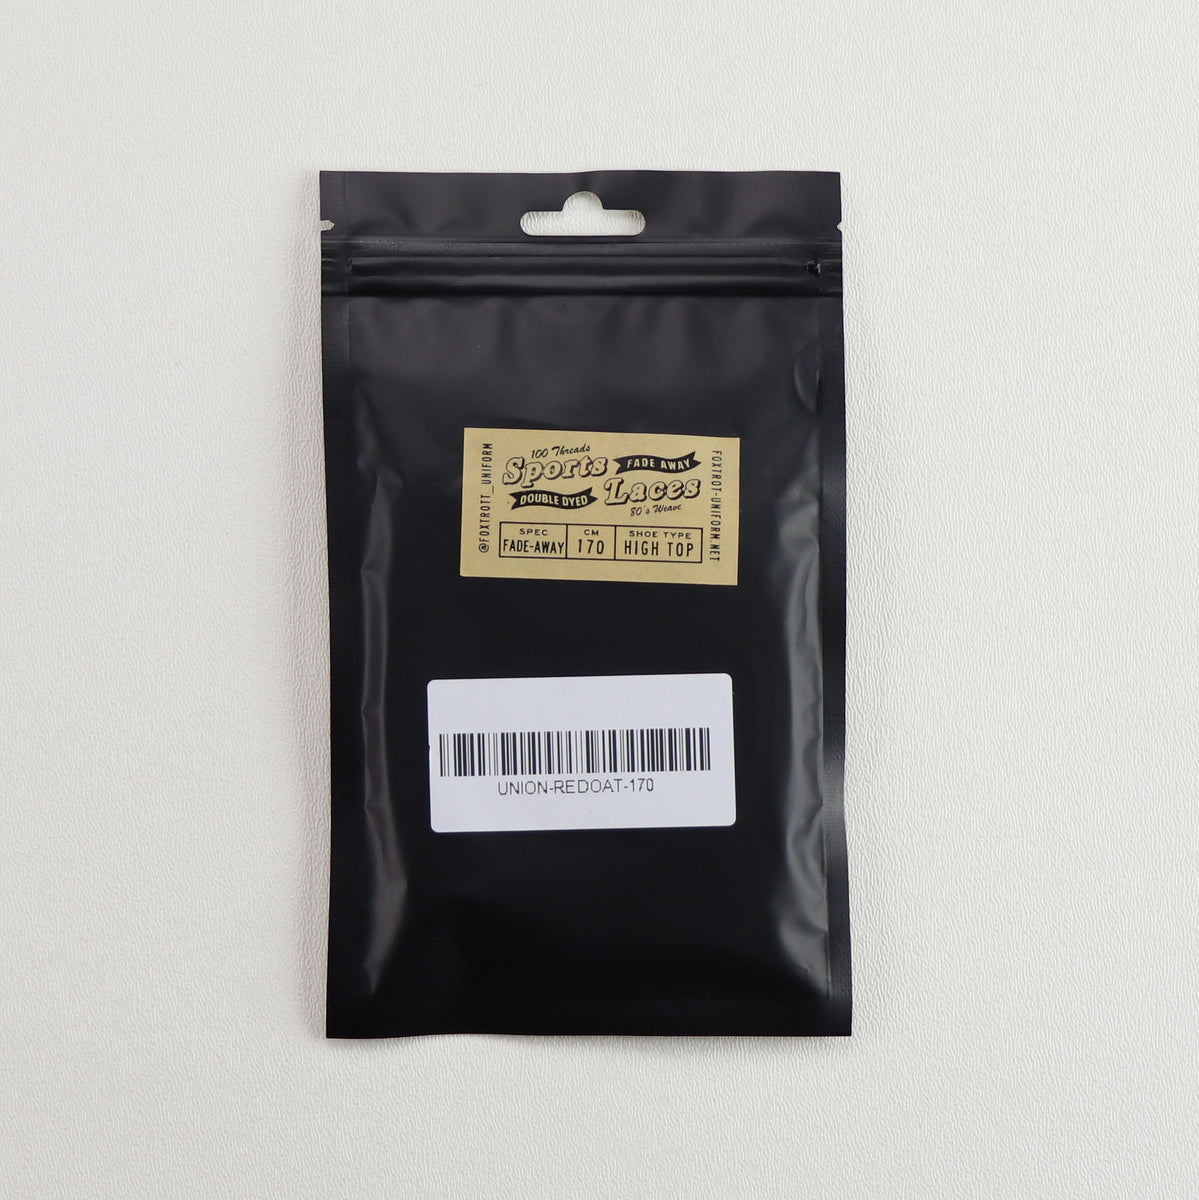 @FOXTROTT_UNIFORM
100 Threads
Sports
FADE AWAY
DOUBLE DYED
Laces
80's Weave
SPEC
FADE-AWAY
CM
170
SHOE TYPE
HIGH TOP
FOXTROT-UNIFORM.NET
UNION-REDOAT-170